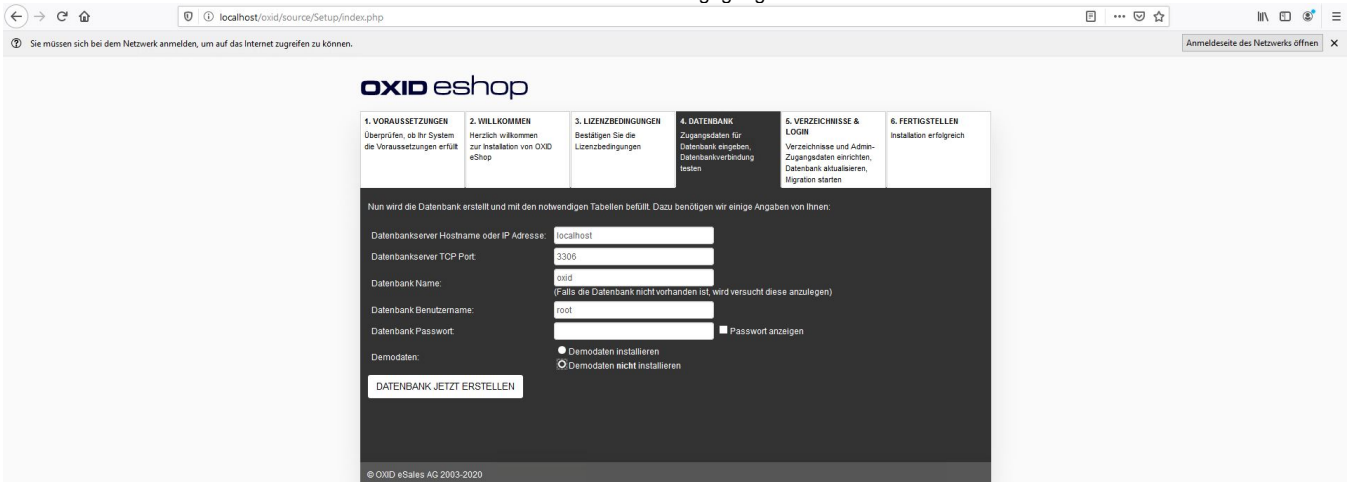 localhost/oxid/source/Setup/index.php
Sie müssen sich bei dem Netzwerk anmelden, um auf das Internet zugreifen zu können.
Anmeldeseite des Netzwerks öffnen
OXID eshop
1. VORAUSSETZUNGEN
Überprüfen, ob Ihr System
die Voraussetzungen erfüllt
2. WILLKOMMEN
Herzlich willkommen
zur Installation von OXID
eShop
3. LIZENZBEDINGUNGEN
Bestätigen Sie die
Lizenzbedingungen
4. DATENBANK
Zugangsdaten für
Datenbank eingeben,
Datenbankverbindung
testen
5. VERZEICHNISSE &
LOGIN
Verzeichnisse und Admin-
Zugangsdaten einrichten,
Datenbank aktualisieren,
Migration starten
6. FERTIGSTELLEN
Installation erfolgreich
Nun wird die Datenbank erstellt und mit den notwendigen Tabellen befüllt. Dazu benötigen wir einige Angaben von Ihnen:
Datenbankserver Hostname oder IP Adresse: localhost
Datenbankserver TCP Port: 3306
Datenbank Name: oxid
(Falls die Datenbank nicht vorhanden ist, wird versucht diese anzulegen)
Datenbank Benutzername: root
Datenbank Passwort: Passwort anzeigen
Demodaten: Demodaten installieren
Demodaten nicht installieren
DATENBANK JETZT ERSTELLEN
© OXID eSales AG 2003-2020